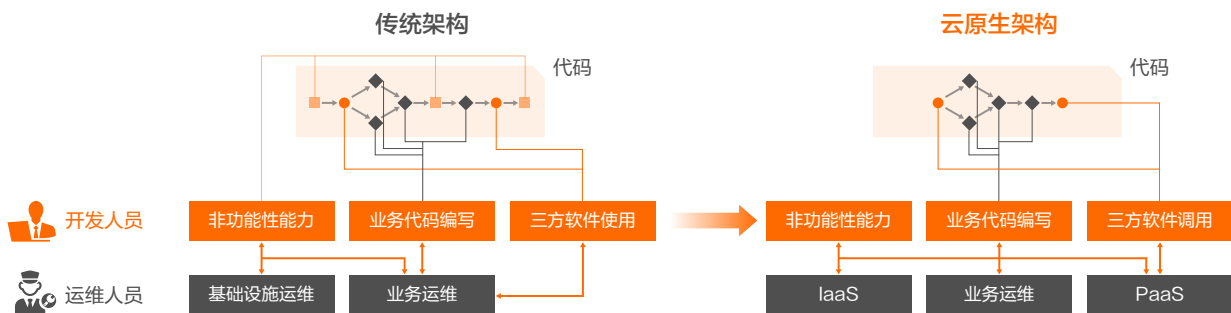 传统架构
云原生架构
代码
代码
开发人员
非功能性能力
业务代码编写
三方软件使用
非功能性能力
业务代码编写
三方软件调用
运维人员
基础设施运维
业务运维
IaaS
业务运维
PaaS